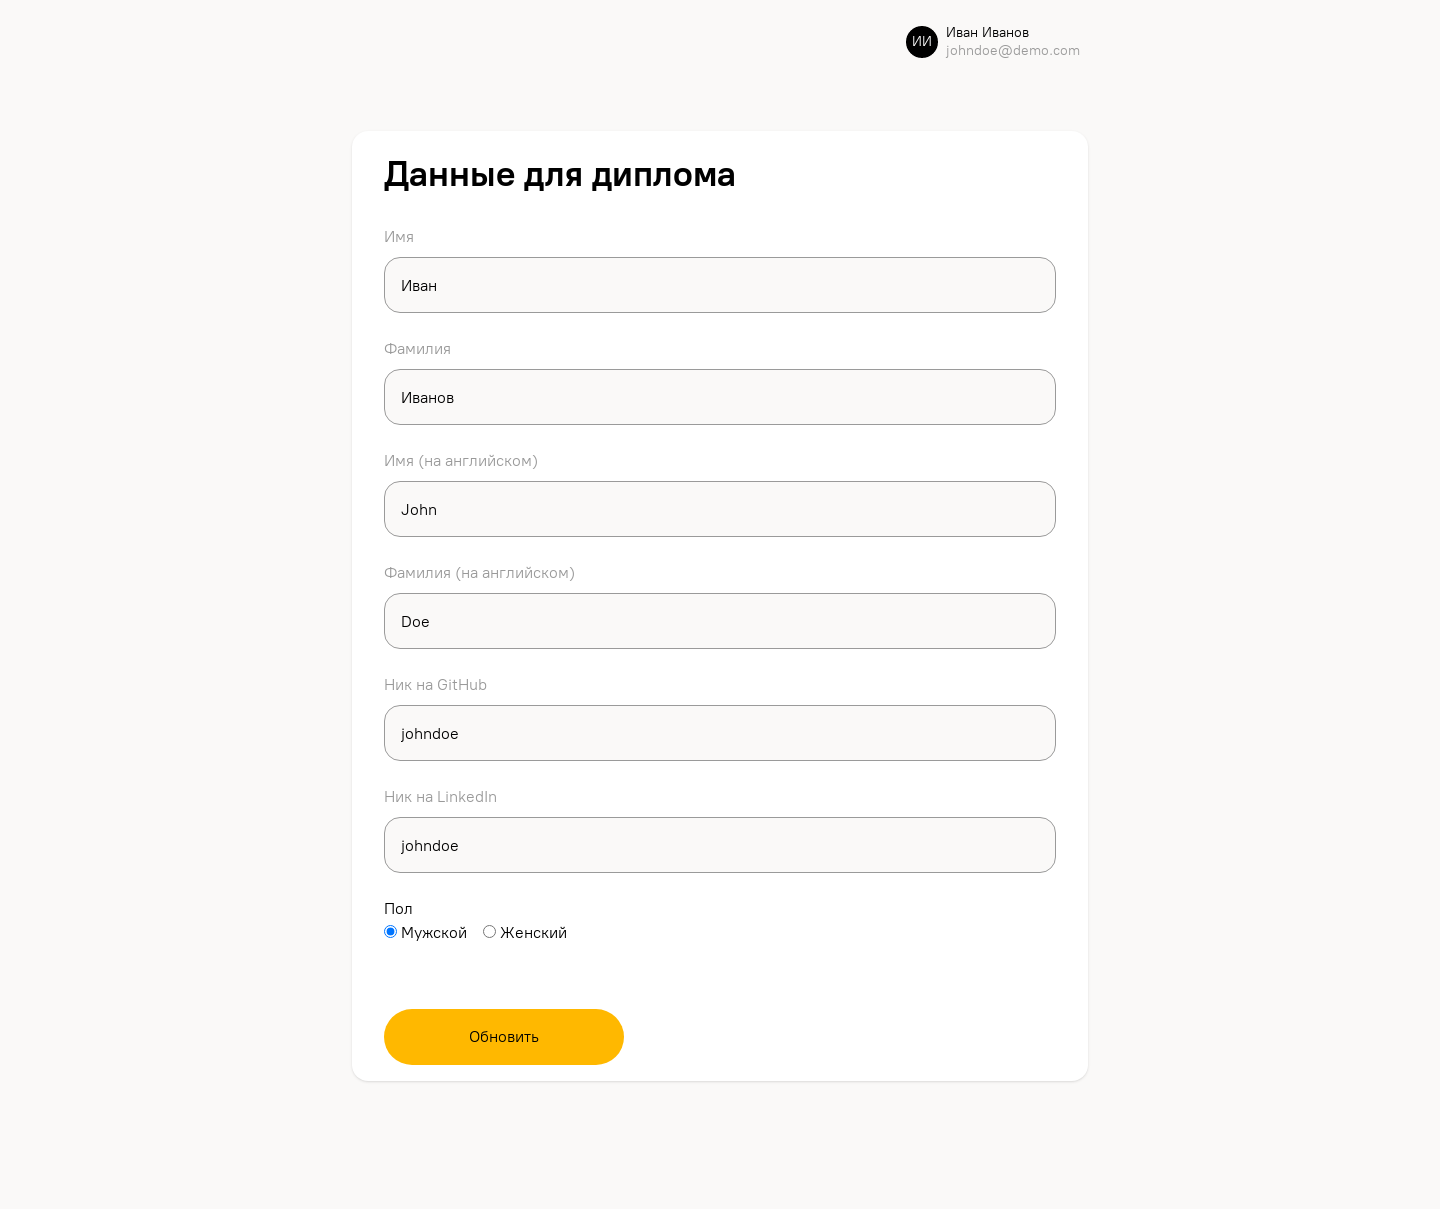 ИИ
Иван Иванов
johndoe@demo.com
Данные для диплома
Имя
Иван
Фамилия
Иванов
Имя (на английском)
John
Фамилия (на английском)
Doe
Ник на GitHub
johndoe
Ник на LinkedIn
johndoe
Пол
Мужской Женский
Обновить